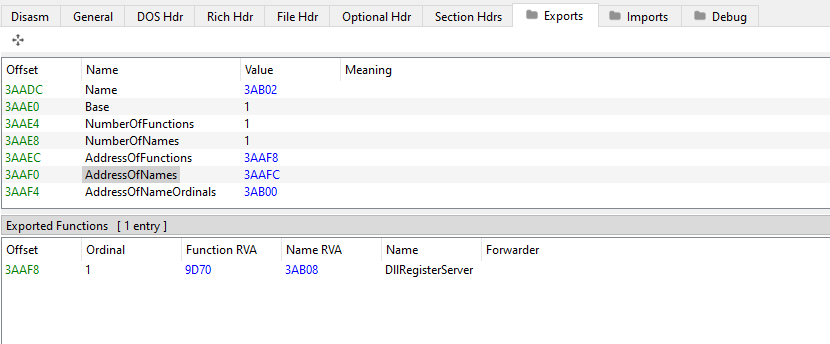 Disasm General DOS Hdr Rich Hdr File Hdr Optional Hdr Section Hdrs Exports Imports Debug
Offset Name Value Meaning
3AADC Name 3AB02
3AAE0 Base 1
3AAE4 NumberOfFunctions 1
3AAE8 NumberOfNames 1
3AAEC AddressOfFunctions 3AAF8
3AAF0 AddressOfNames 3AAFC
3AAF4 AddressOfNameOrdinals 3AB00
Exported Functions [ 1 entry ]
Offset Ordinal Function RVA Name RVA Name Forwarder
3AAF8 1 9D70 3AB08 DllRegisterServer